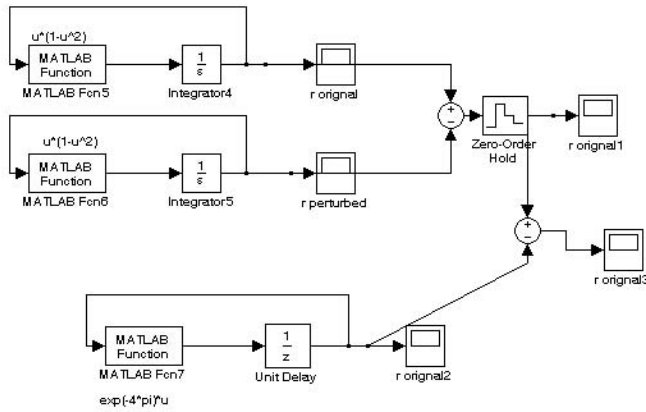 u*(1-u^2)
MATLAB
Function
MATLAB Fcn5
1
s
Integrator4
r orignal
+
−
Zero-Order
Hold
r orignal1
u*(1-u^2)
MATLAB
Function
MATLAB Fcn6
1
s
Integrator5
r perturbed
+
−
r orignal3
MATLAB
Function
MATLAB Fcn7
1
z
Unit Delay
r orignal2
exp(-4*pi)*u